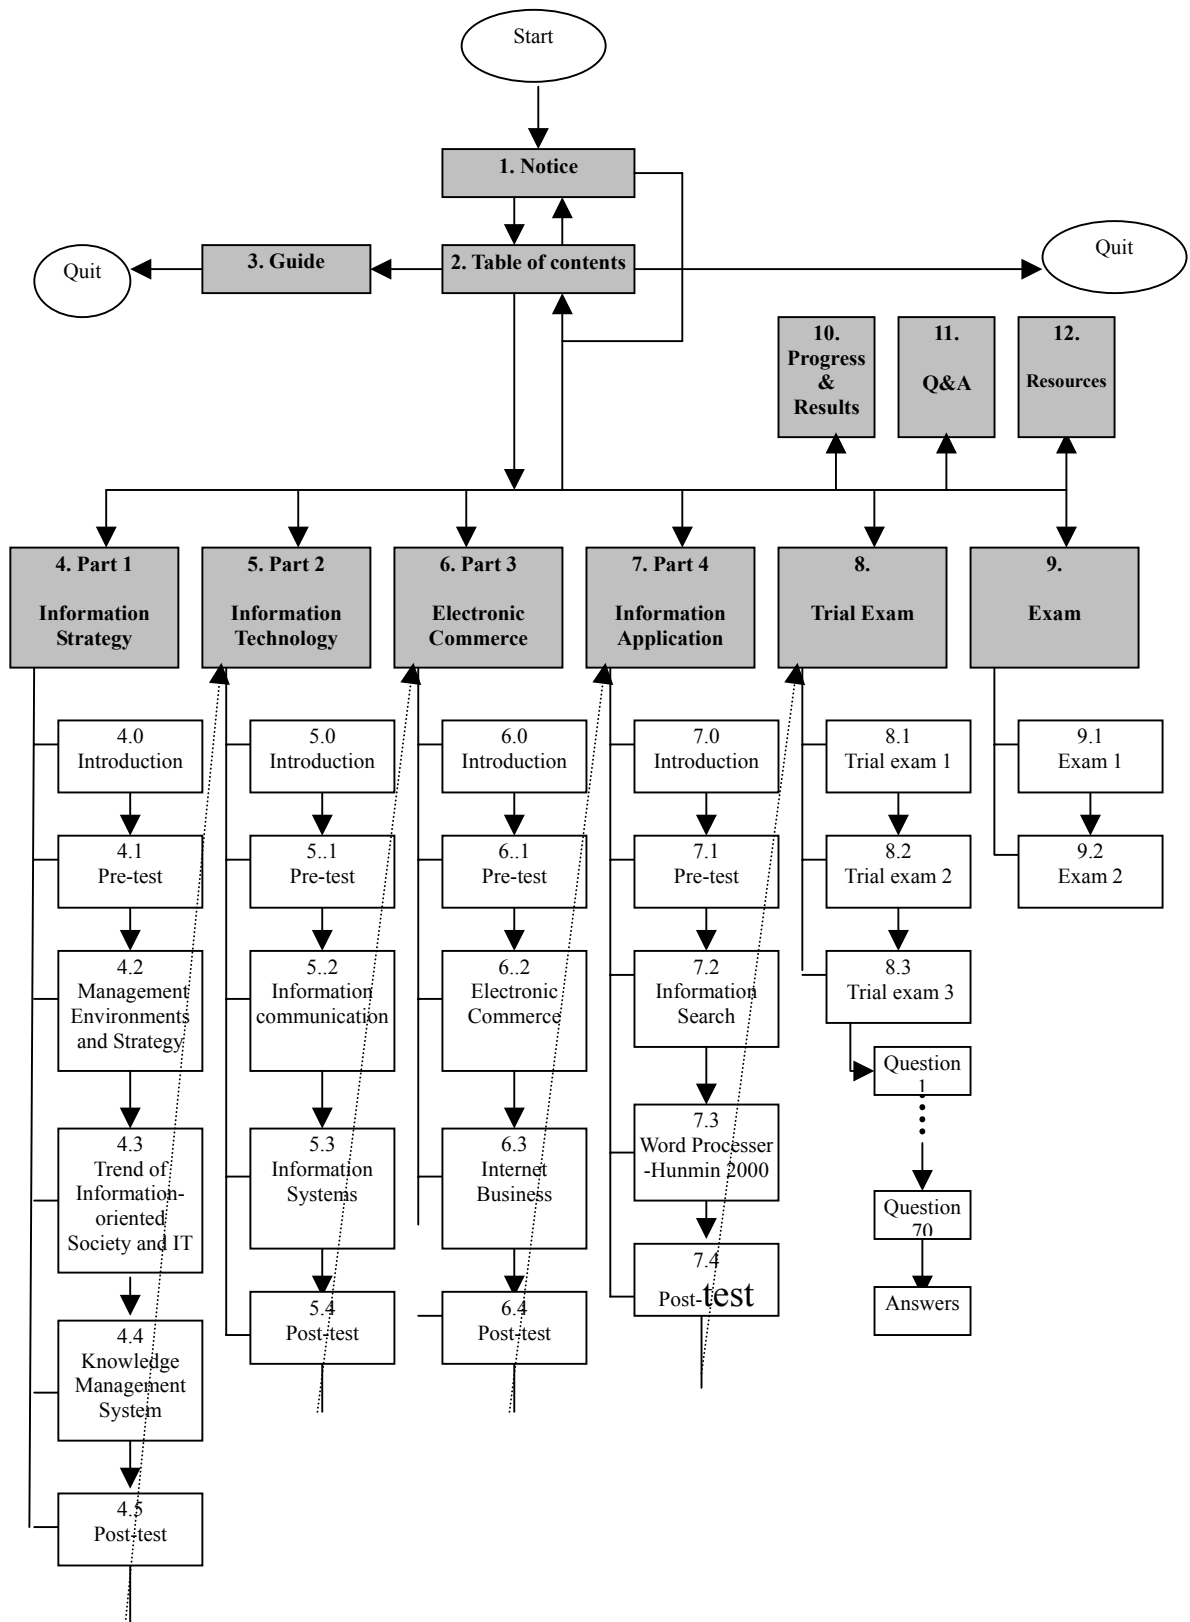 Start
1. Notice
Quit
3. Guide
2. Table of contents
Quit
10.
Progress
&
Results
11.
Q&A
12.
Resources
4. Part 1
Information
Strategy
5. Part 2
Information
Technology
6. Part 3
Electronic
Commerce
7. Part 4
Information
Application
8.
Trial Exam
9.
Exam
4.0
Introduction
4.1
Pre-test
4.2
Management
Environments
and Strategy
4.3
Trend of
Information-
oriented
Society and IT
4.4
Knowledge
Management
System
4.5
Post-test
5.0
Introduction
5..1
Pre-test
5..2
Information
communication
5.3
Information
Systems
5.4
Post-test
6.0
Introduction
6..1
Pre-test
6..2
Electronic
Commerce
6.3
Internet
Business
6.4
Post-test
7.0
Introduction
7.1
Pre-test
7.2
Information
Search
7.3
Word Processer
-Hunmin 2000
7.4
Post-test
8.1
Trial exam 1
8.2
Trial exam 2
8.3
Trial exam 3
Question
1
Question
70
Answers
9.1
Exam 1
9.2
Exam 2